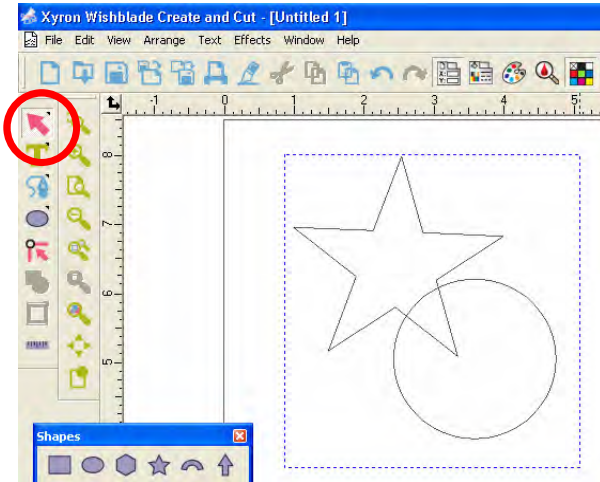 Xyron Wishblade Create and Cut - [Untitled 1]
File Edit View Arrange Text Effects Window Help
-1 0 1 2 3 4 5
8
7
6
5
Shapes